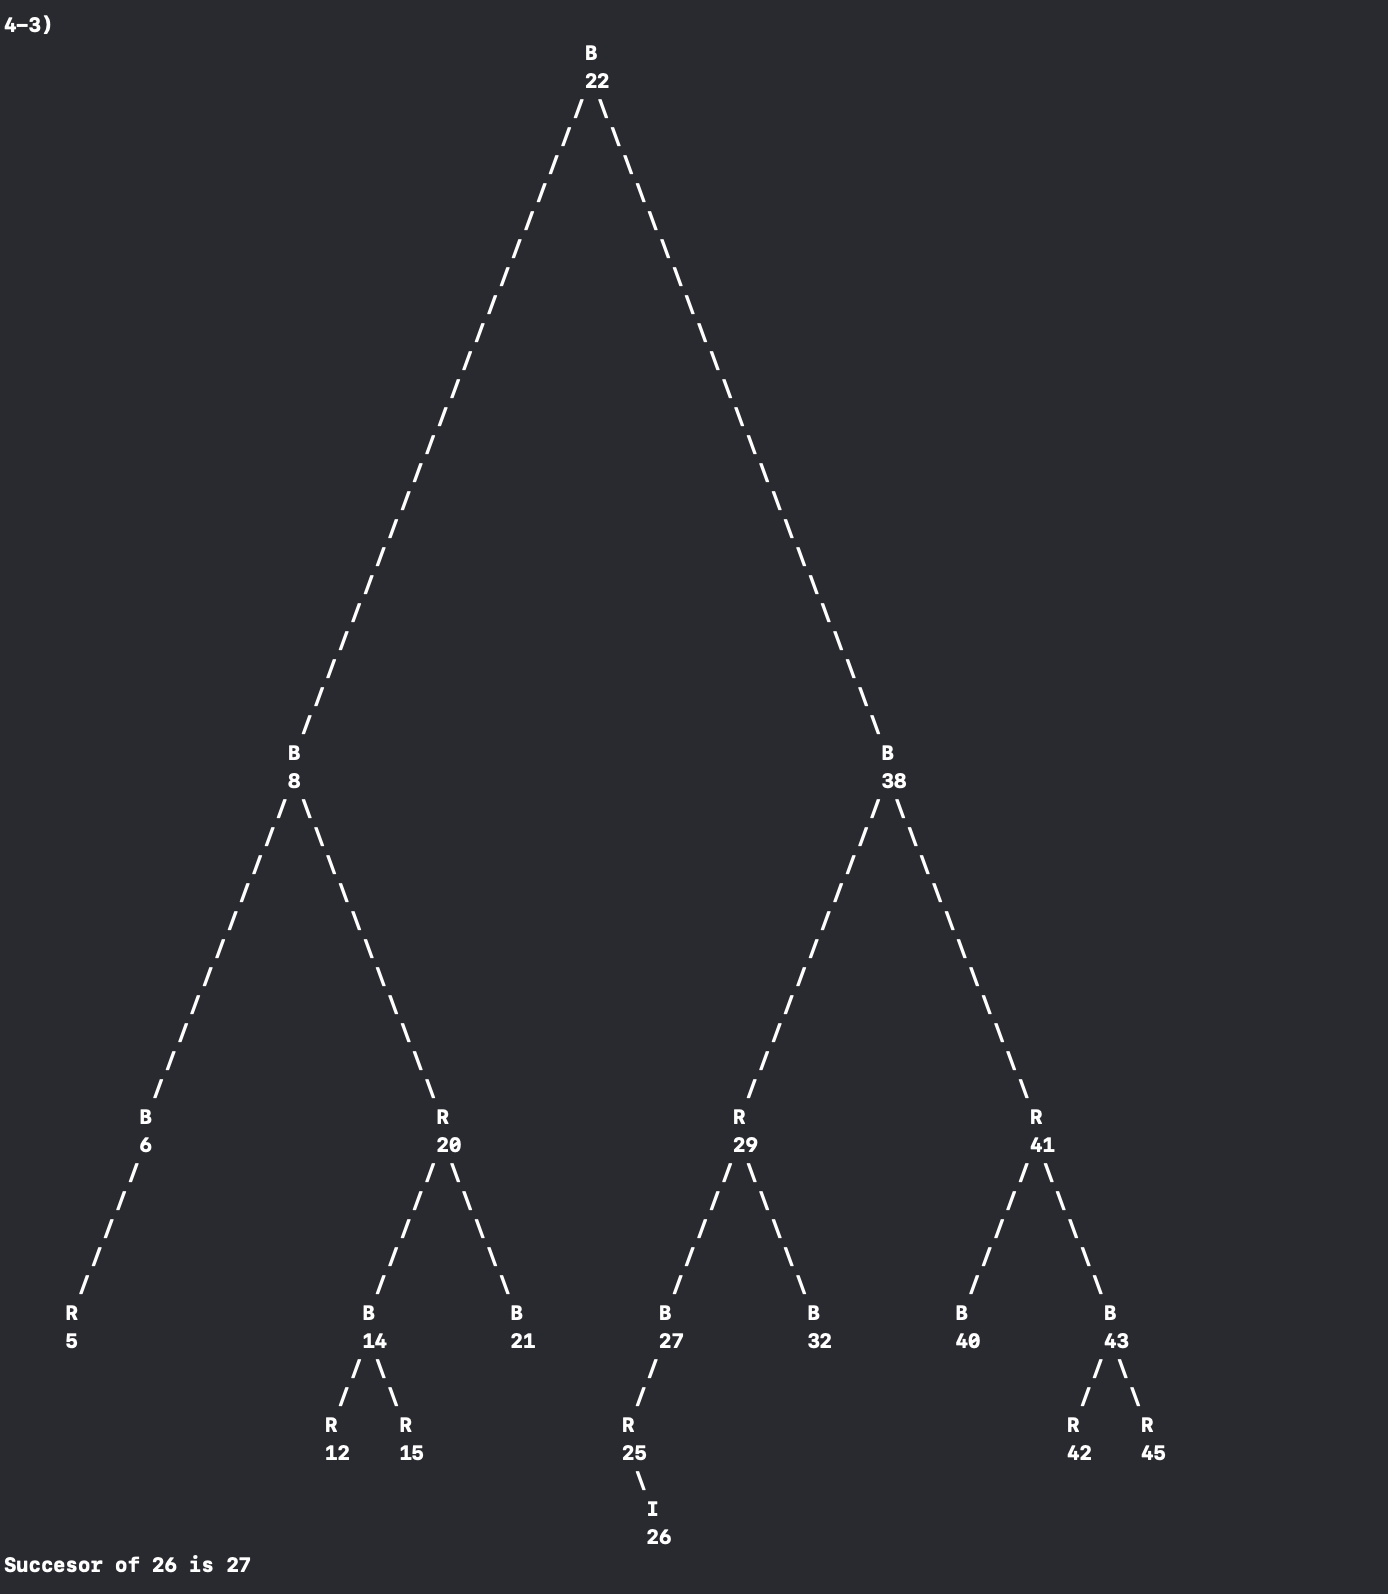 4–3)
B
22
B B
8 38
B R R R
6 20 29 41
R B B B B B B
5 14 21 27 32 40 43
R R R R R
12 15 25 42 45
I
26
Succesor of 26 is 27